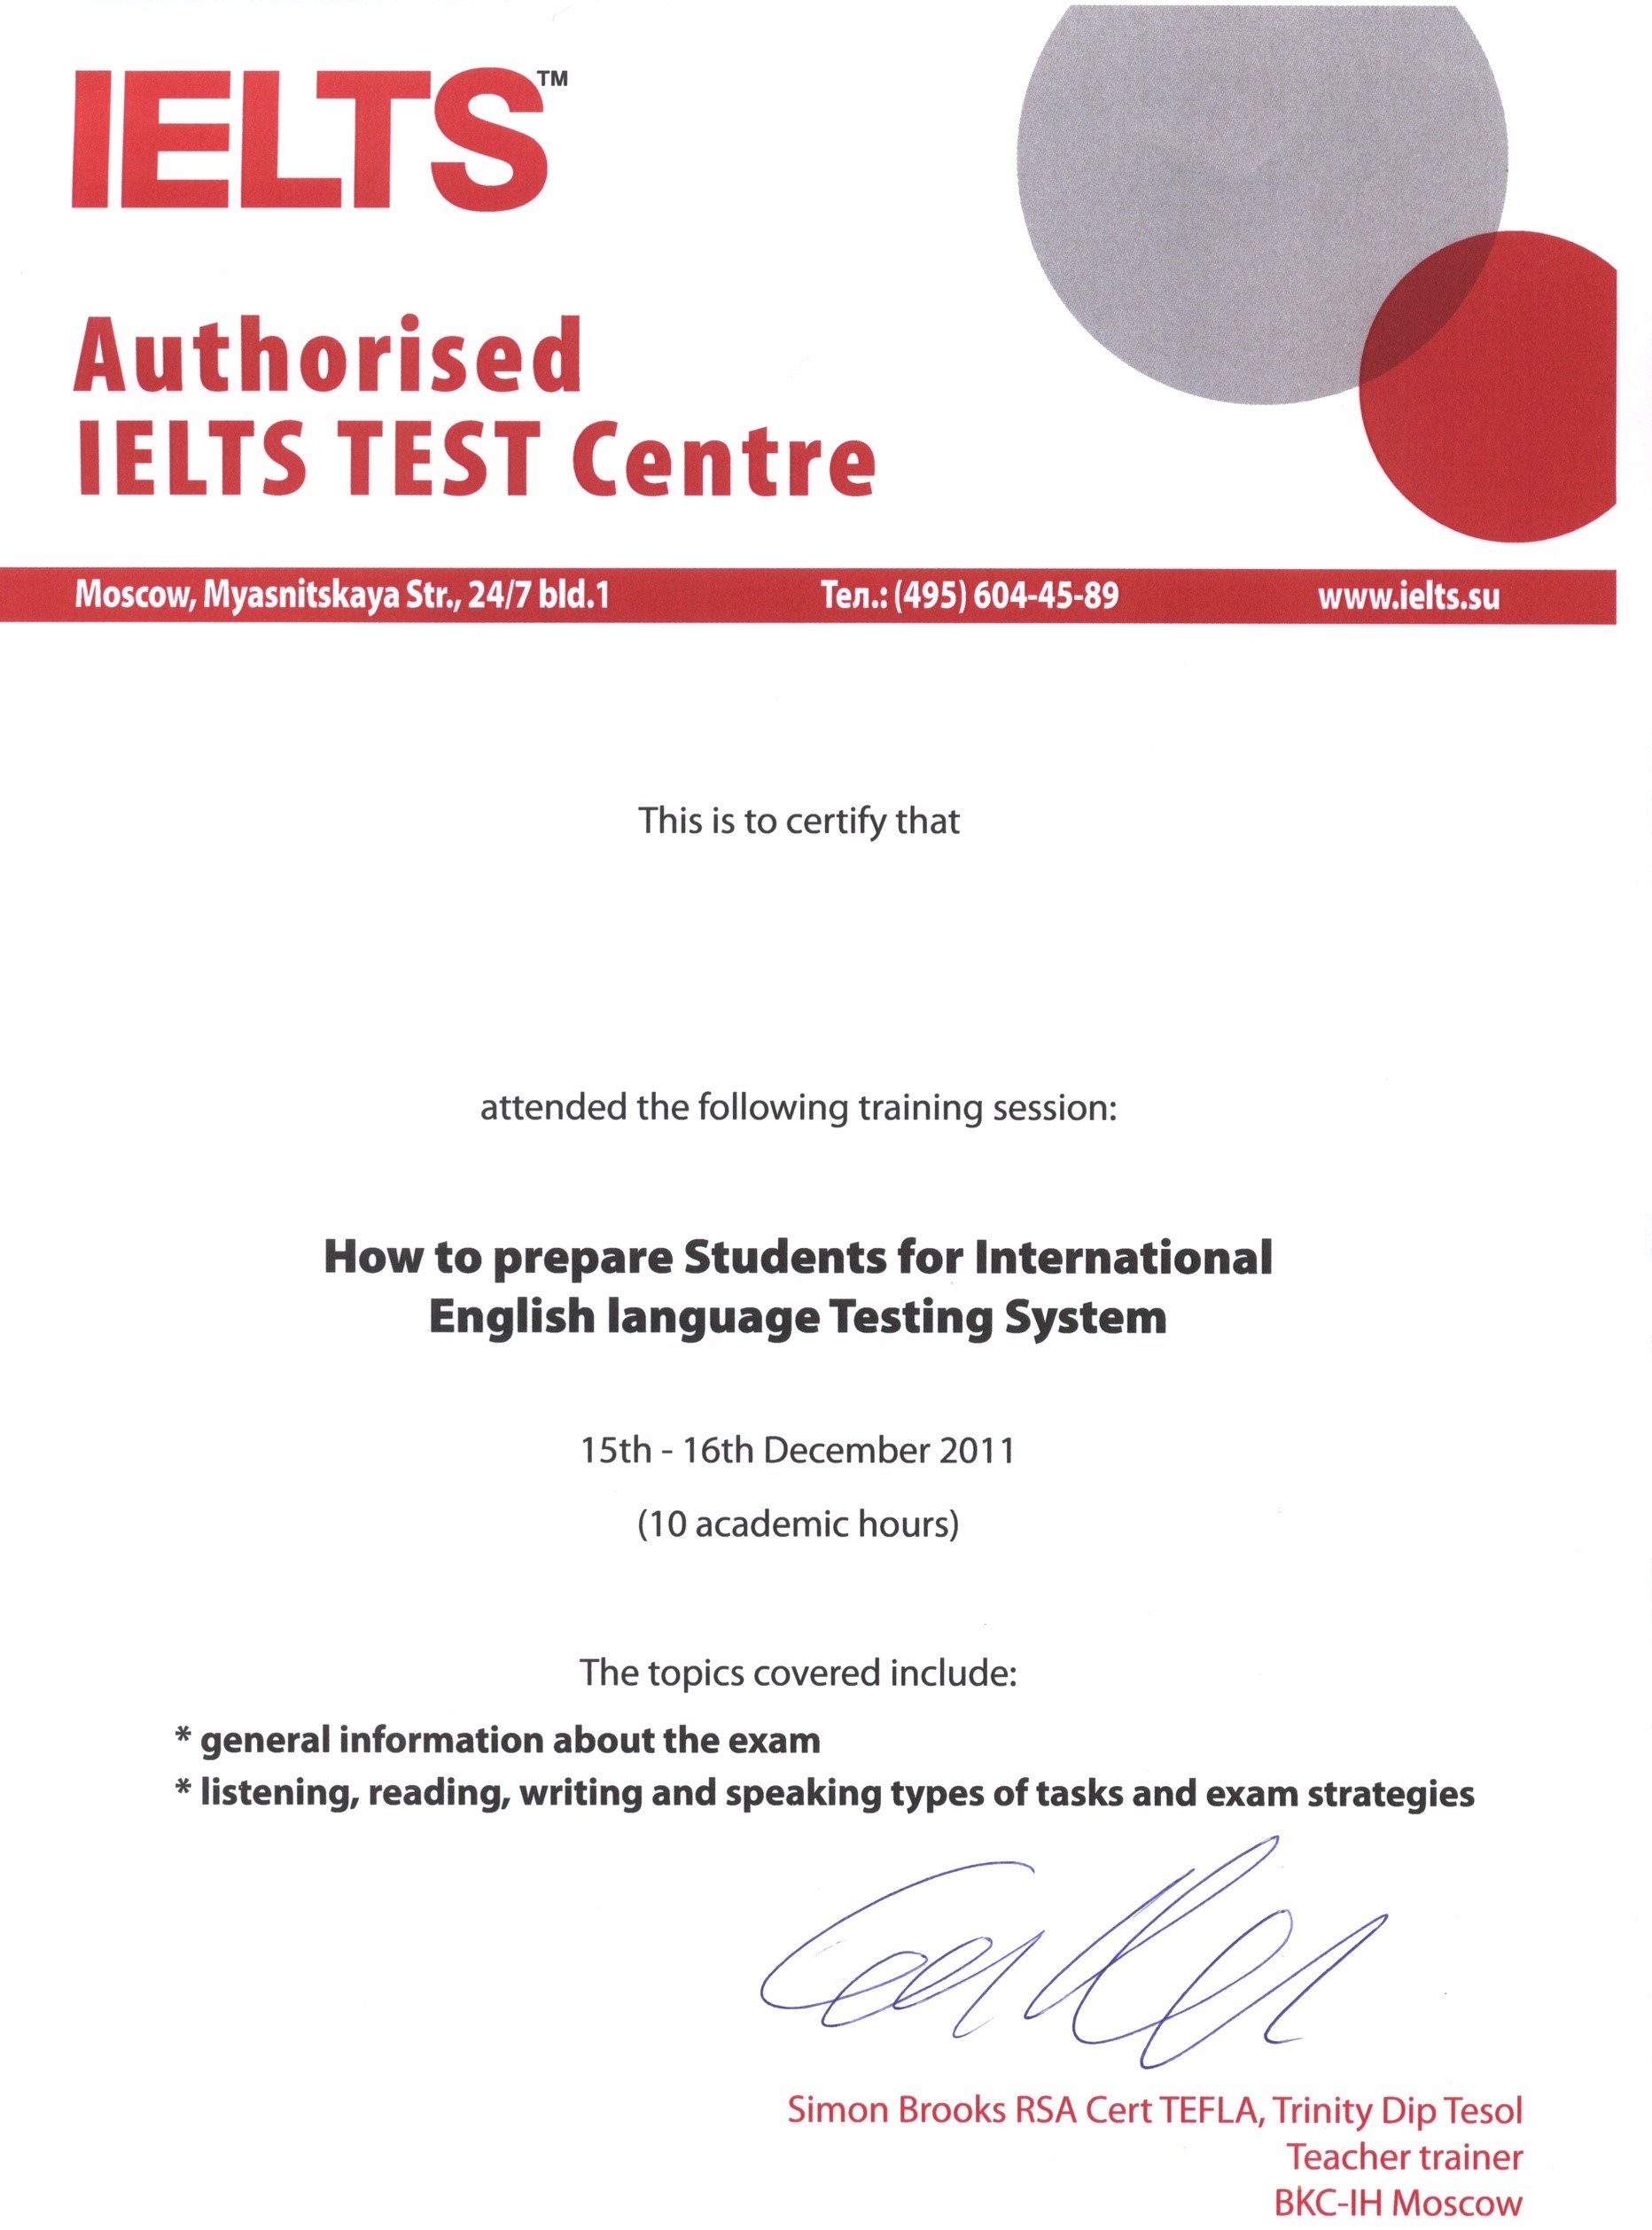 IELTS™
Authorised
IELTS TEST Centre
Moscow, Myasnitskaya Str., 24/7 bld.1 Тел.: (495) 604-45-89 www.ielts.su
This is to certify that
attended the following training session:
How to prepare Students for International
English language Testing System
15th - 16th December 2011
(10 academic hours)
The topics covered include:
* general information about the exam
* listening, reading, writing and speaking types of tasks and exam strategies
Simon Brooks RSA Cert TEFLA, Trinity Dip Tesol
Teacher trainer
BKC-IH Moscow